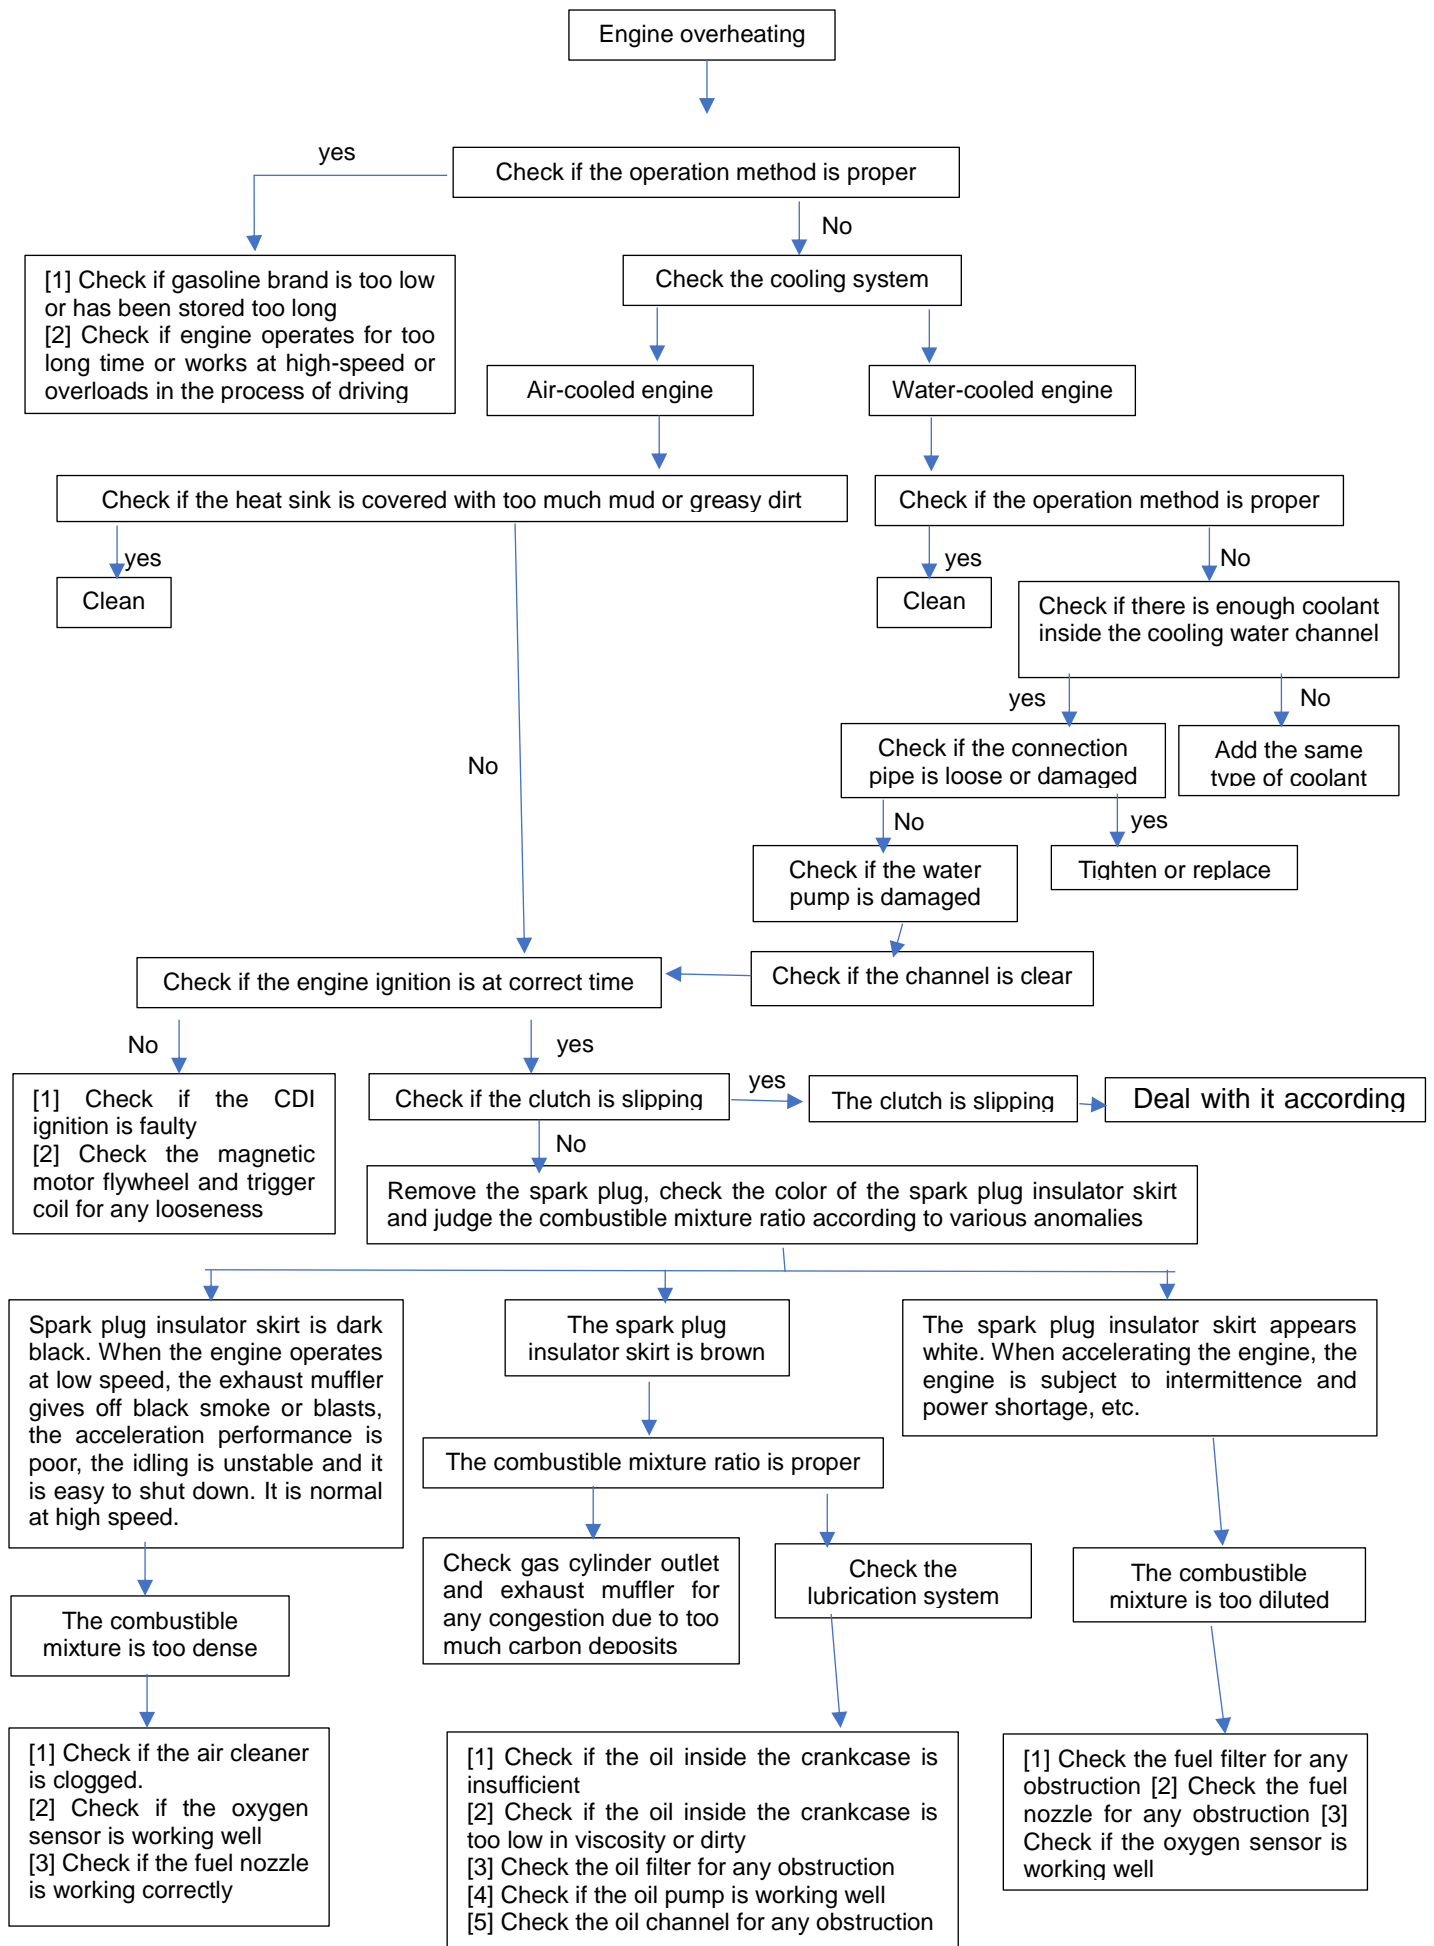 Engine overheating
yes
Check if the operation method is proper
No
[1] Check if gasoline brand is too low
or has been stored too long
[2] Check if engine operates for too
long time or works at high-speed or
overloads in the process of driving
Check the cooling system
Air-cooled engine
Water-cooled engine
Check if the heat sink is covered with too much mud or greasy dirt
Check if the operation method is proper
yes
yes
No
Clean
Clean
Check if there is enough coolant
inside the cooling water channel
yes
No
No
Check if the connection
pipe is loose or damaged
Add the same
type of coolant
No
yes
Check if the water
pump is damaged
Tighten or replace
Check if the engine ignition is at correct time
Check if the channel is clear
No
yes
[1] Check if the CDI
ignition is faulty
[2] Check the magnetic
motor flywheel and trigger
coil for any looseness
Check if the clutch is slipping
yes
The clutch is slipping
Deal with it according
No
Remove the spark plug, check the color of the spark plug insulator skirt
and judge the combustible mixture ratio according to various anomalies
Spark plug insulator skirt is dark
black. When the engine operates
at low speed, the exhaust muffler
gives off black smoke or blasts,
the acceleration performance is
poor, the idling is unstable and it
is easy to shut down. It is normal
at high speed.
The spark plug
insulator skirt is brown
The spark plug insulator skirt appears
white. When accelerating the engine, the
engine is subject to intermittence and
power shortage, etc.
The combustible mixture ratio is proper
Check gas cylinder outlet
and exhaust muffler for
any congestion due to too
much carbon deposits
Check the
lubrication system
The combustible
mixture is too diluted
The combustible
mixture is too dense
[1] Check if the air cleaner
is clogged.
[2] Check if the oxygen
sensor is working well
[3] Check if the fuel nozzle
is working correctly
[1] Check if the oil inside the crankcase is
insufficient
[2] Check if the oil inside the crankcase is
too low in viscosity or dirty
[3] Check the oil filter for any obstruction
[4] Check if the oil pump is working well
[5] Check the oil channel for any obstruction
[1] Check the fuel filter for any
obstruction [2] Check the fuel
nozzle for any obstruction [3]
Check if the oxygen sensor is
working well